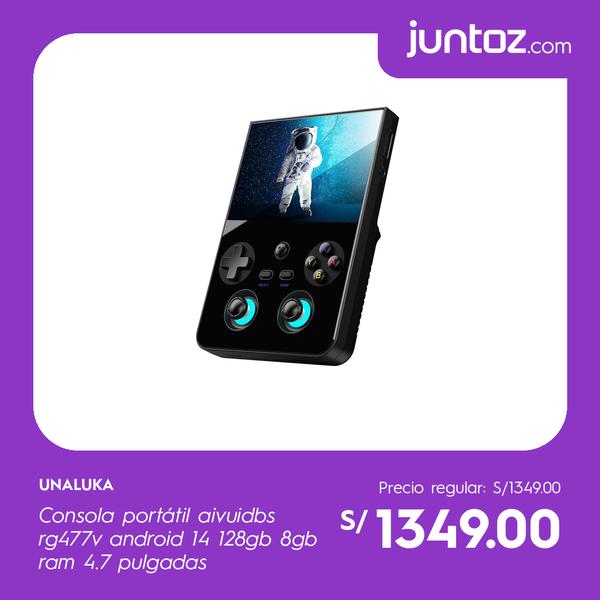 juntoz.com
UNALUKA
Consola portátil aivuidbs
rg477v android 14 128gb 8gb
ram 4.7 pulgadas
Precio regular: S/1349.00
S/1349.00